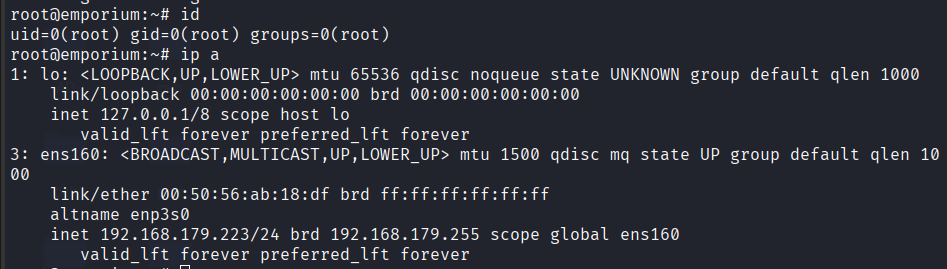 root@emporium:~# id
uid=0(root) gid=0(root) groups=0(root)
root@emporium:~# ip a
1: lo: <LOOPBACK,UP,LOWER_UP> mtu 65536 qdisc noqueue state UNKNOWN group default qlen 1000
    link/loopback 00:00:00:00:00:00 brd 00:00:00:00:00:00
    inet 127.0.0.1/8 scope host lo
       valid_lft forever preferred_lft forever
3: ens160: <BROADCAST,MULTICAST,UP,LOWER_UP> mtu 1500 qdisc mq state UP group default qlen 10
00
    link/ether 00:50:56:ab:18:df brd ff:ff:ff:ff:ff:ff
    altname enp3s0
    inet 192.168.179.223/24 brd 192.168.179.255 scope global ens160
       valid_lft forever preferred_lft forever